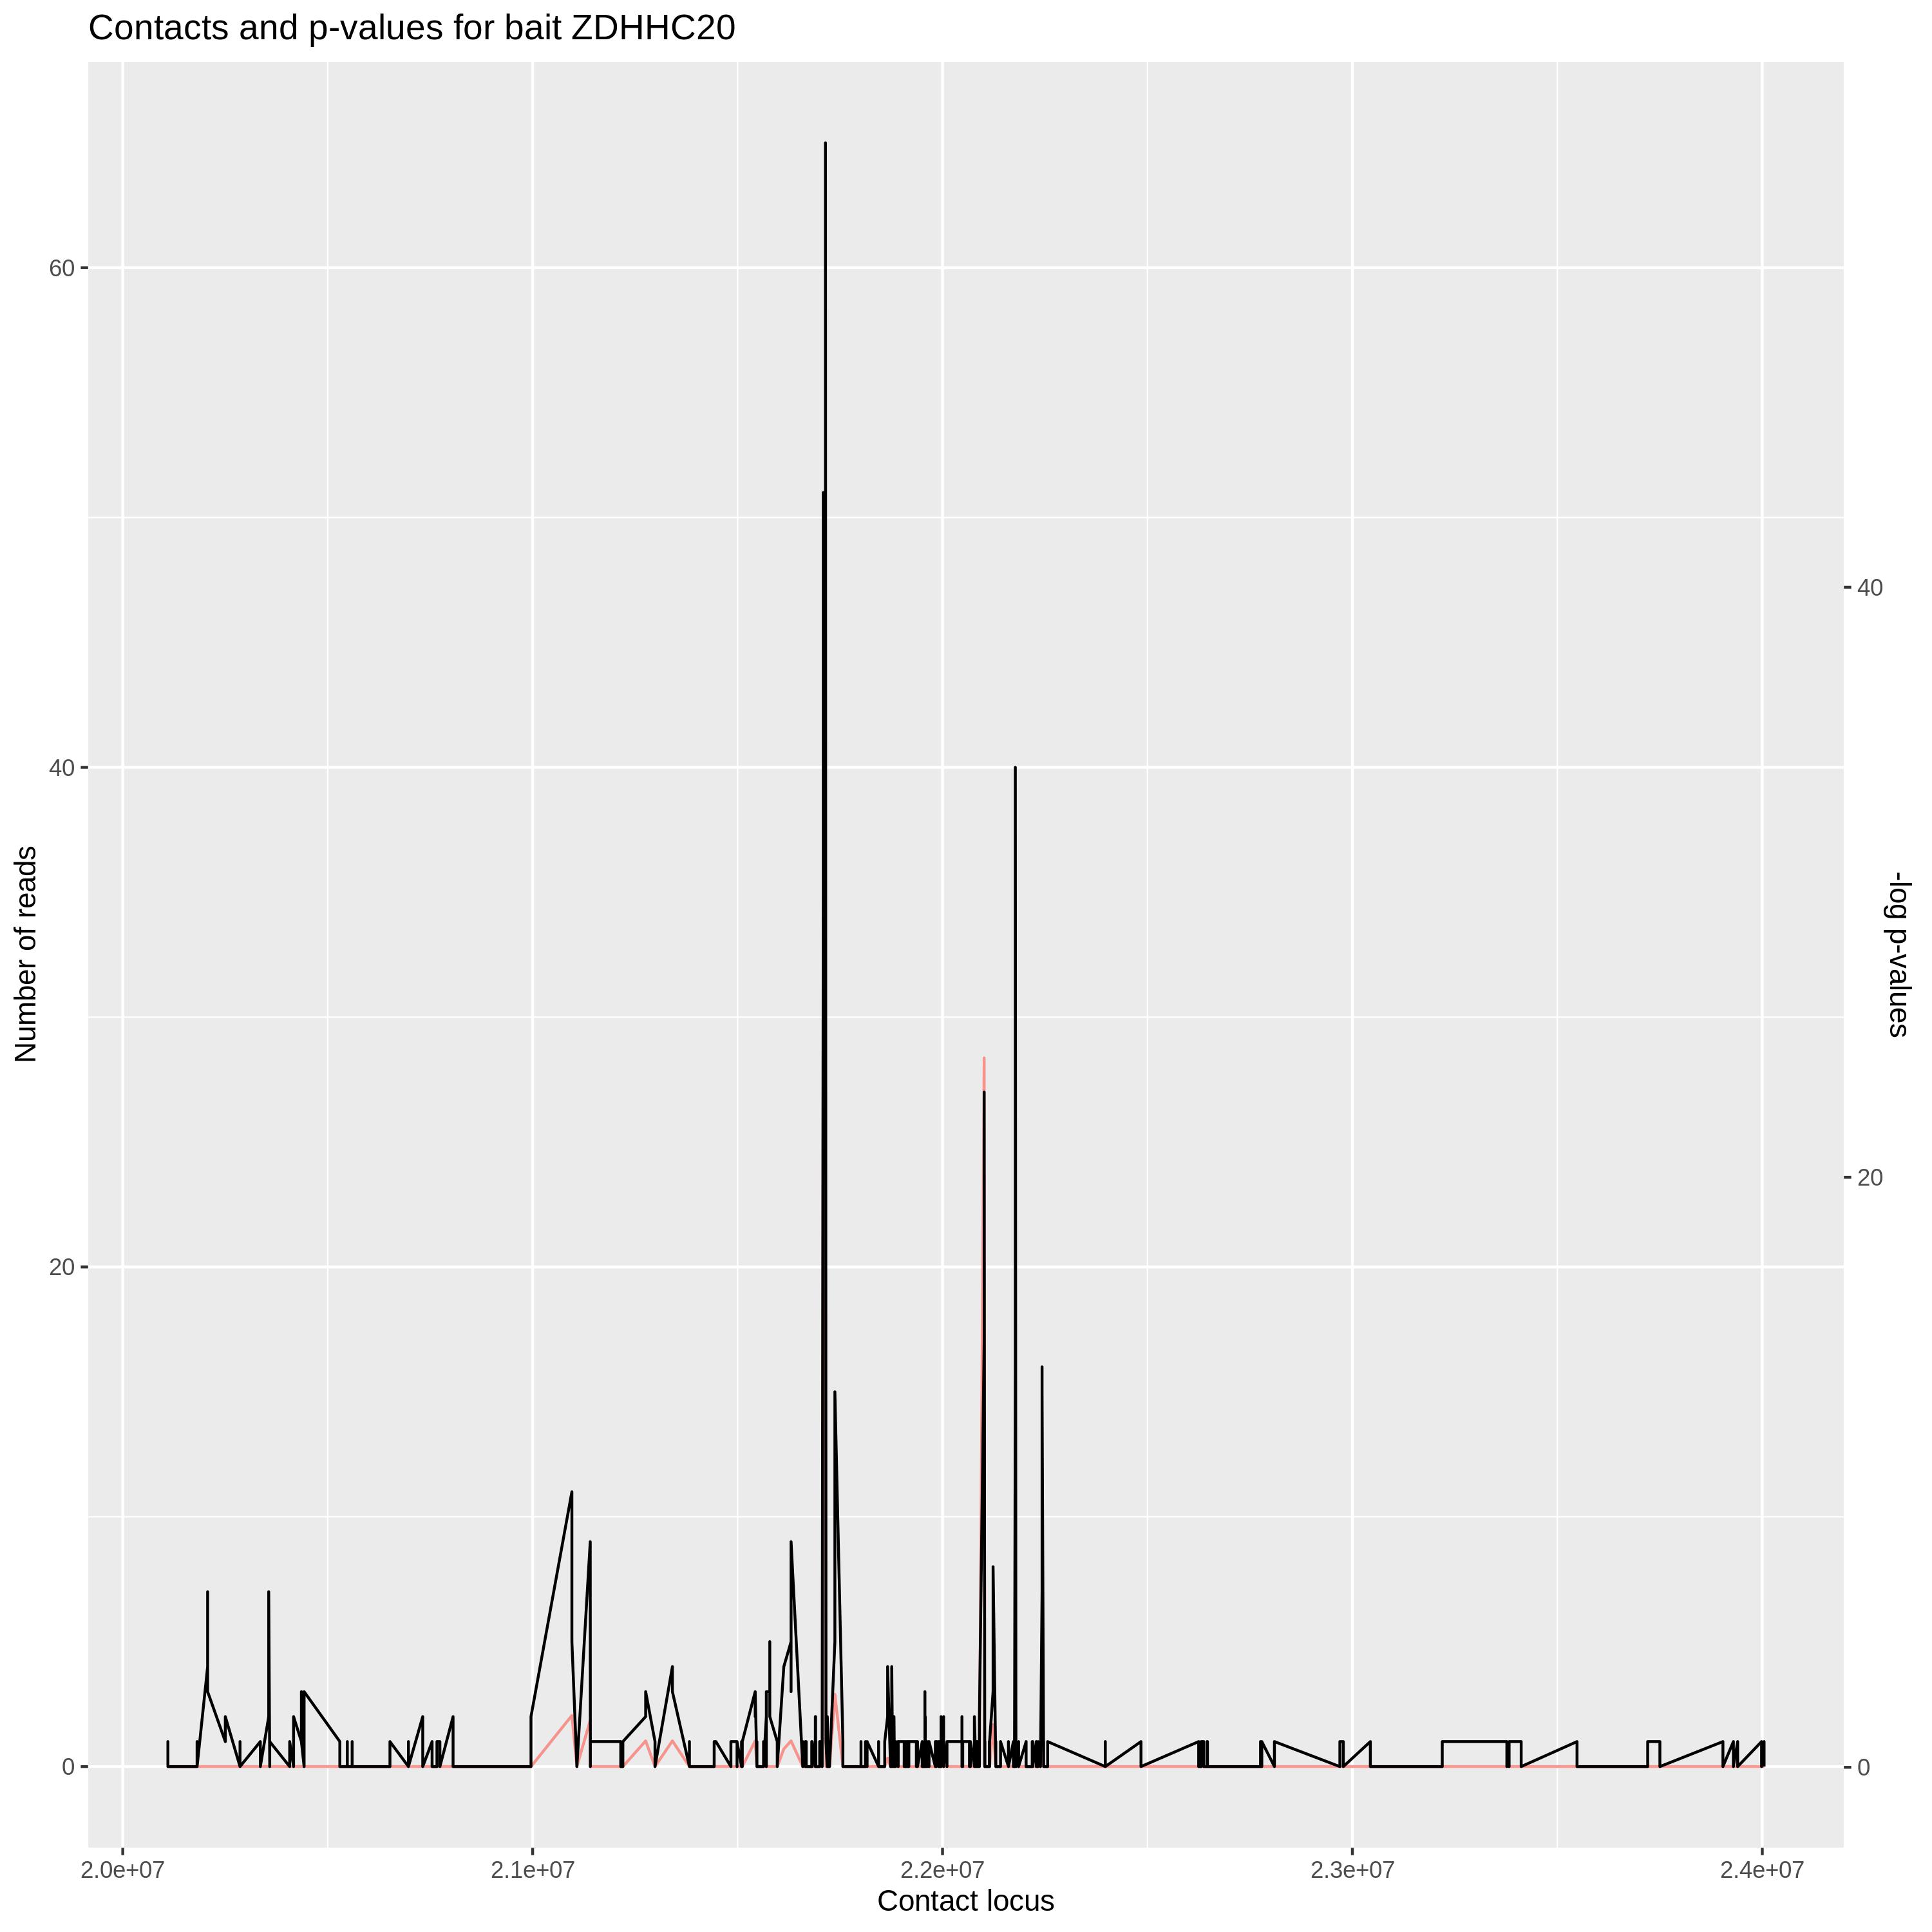 Contacts and p-values for bait ZDHHC20
60
40
20
0
Number of reads
40
20
0
-log p-values
2.0e+07
2.1e+07
2.2e+07
2.3e+07
2.4e+07
Contact locus